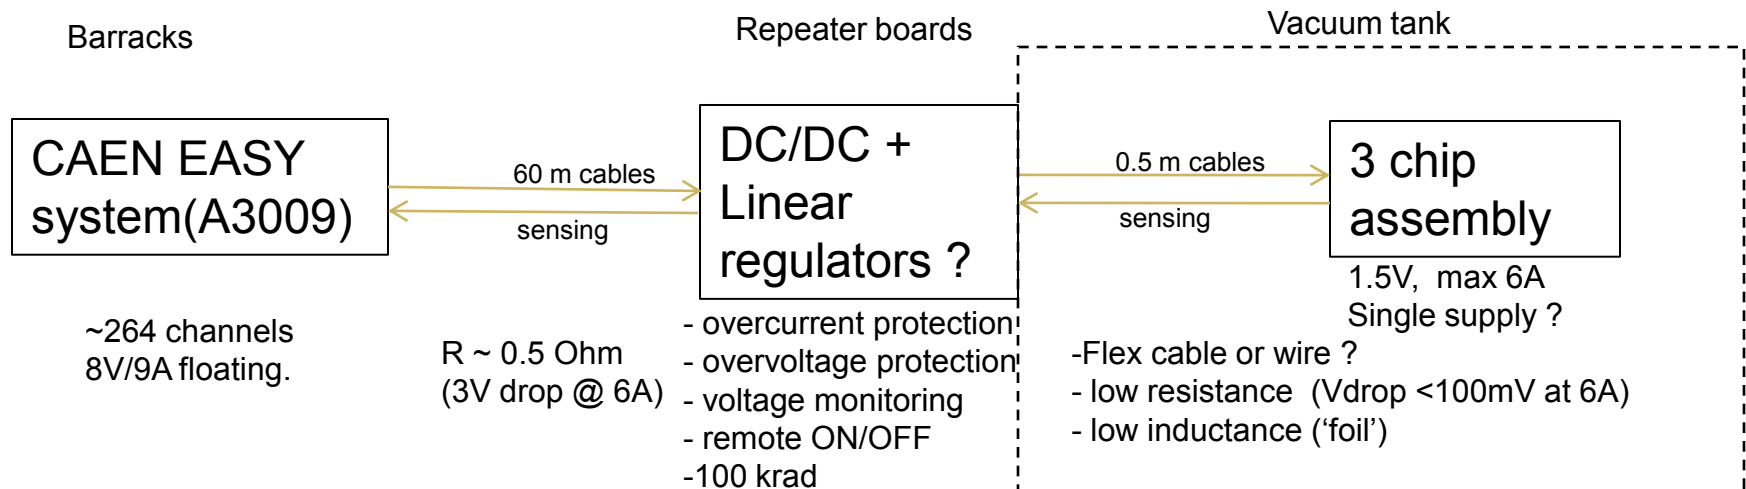 Barracks
Repeater boards
Vacuum tank
CAEN EASY
system(A3009)
60 m cables
sensing
DC/DC +
Linear
regulators ?
0.5 m cables
sensing
3 chip
assembly
1.5V,  max 6A
Single supply ?
~264 channels
8V/9A floating.
R ~ 0.5 Ohm
(3V drop @ 6A)
- overcurrent protection
- overvoltage protection
- voltage monitoring
- remote ON/OFF
-100 krad
-Flex cable or wire ?
- low resistance  (Vdrop <100mV at 6A)
- low inductance (‘foil’)